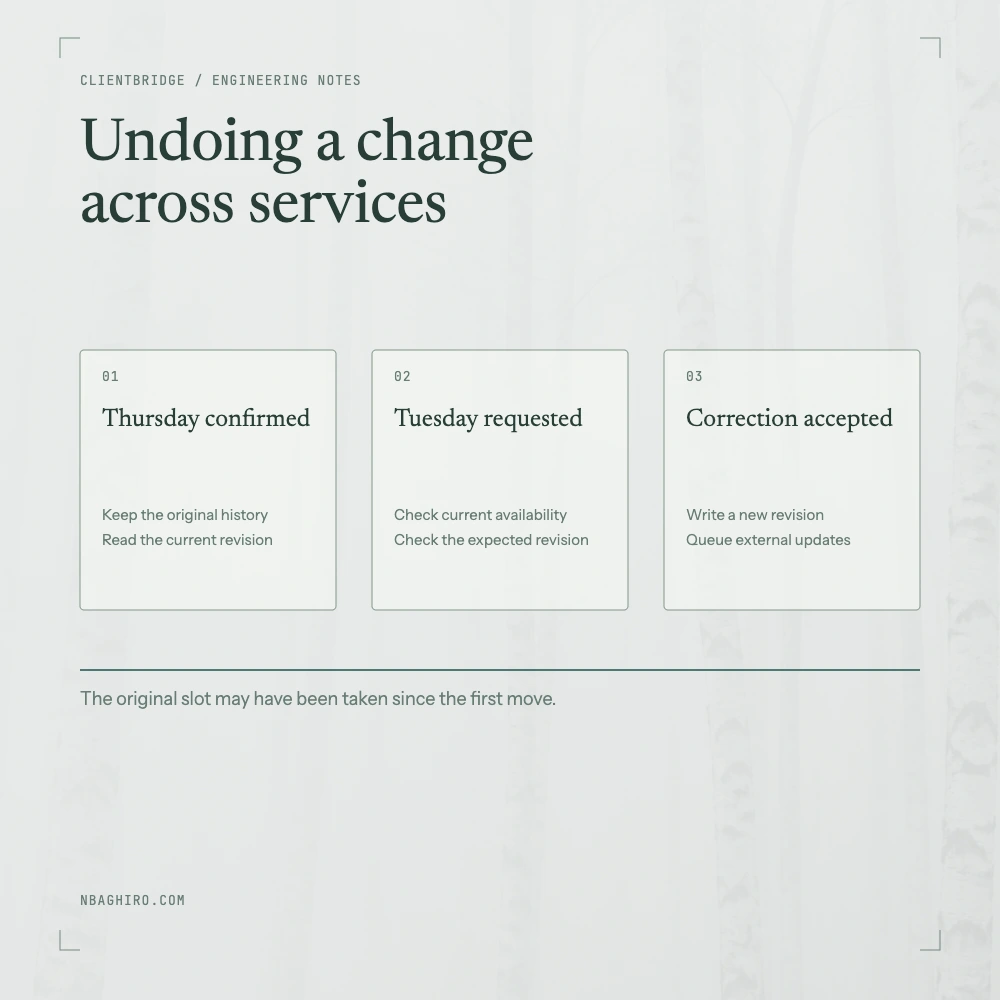 CLIENTBRIDGE / ENGINEERING NOTES
Undoing a change
across services
01
Thursday confirmed
Keep the original history
Read the current revision
02
Tuesday requested
Check current availability
Check the expected revision
03
Correction accepted
Write a new revision
Queue external updates
The original slot may have been taken since the first move.
NBAGHIRO.COM